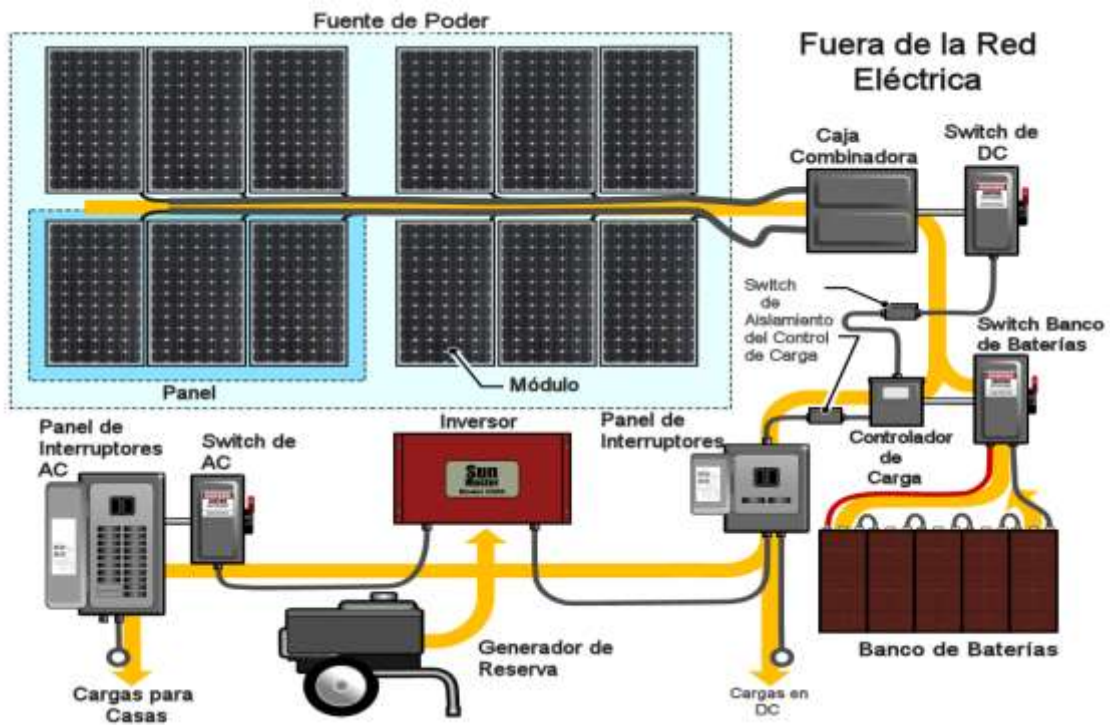 Fuente de Poder
Fuera de la Red
Eléctrica
Caja
Combinadora
Switch de
DC
Switch
de
Aislamiento
del Control
de Carga
Switch Banco
de Baterías
Módulo
Panel
Panel de
Interruptores
AC
Switch de
AC
Inversor
Sun
Panel de
Interruptores
Controlador
de
Carga
Generador de
Reserva
Banco de Baterías
Cargas para
Casas
Cargas en
DC